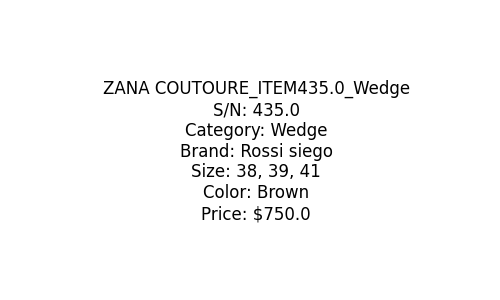 ZANA COUTOURE_ITEM435.0_Wedge
S/N: 435.0
Category: Wedge
Brand: Rossi siego
Size: 38, 39, 41
Color: Brown
Price: $750.0